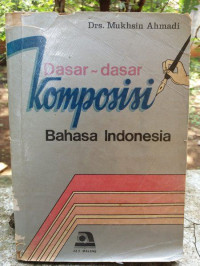 Drs. Mukhsin Ahmadi
Dasar-dasar
Komposisi
Bahasa Indonesia